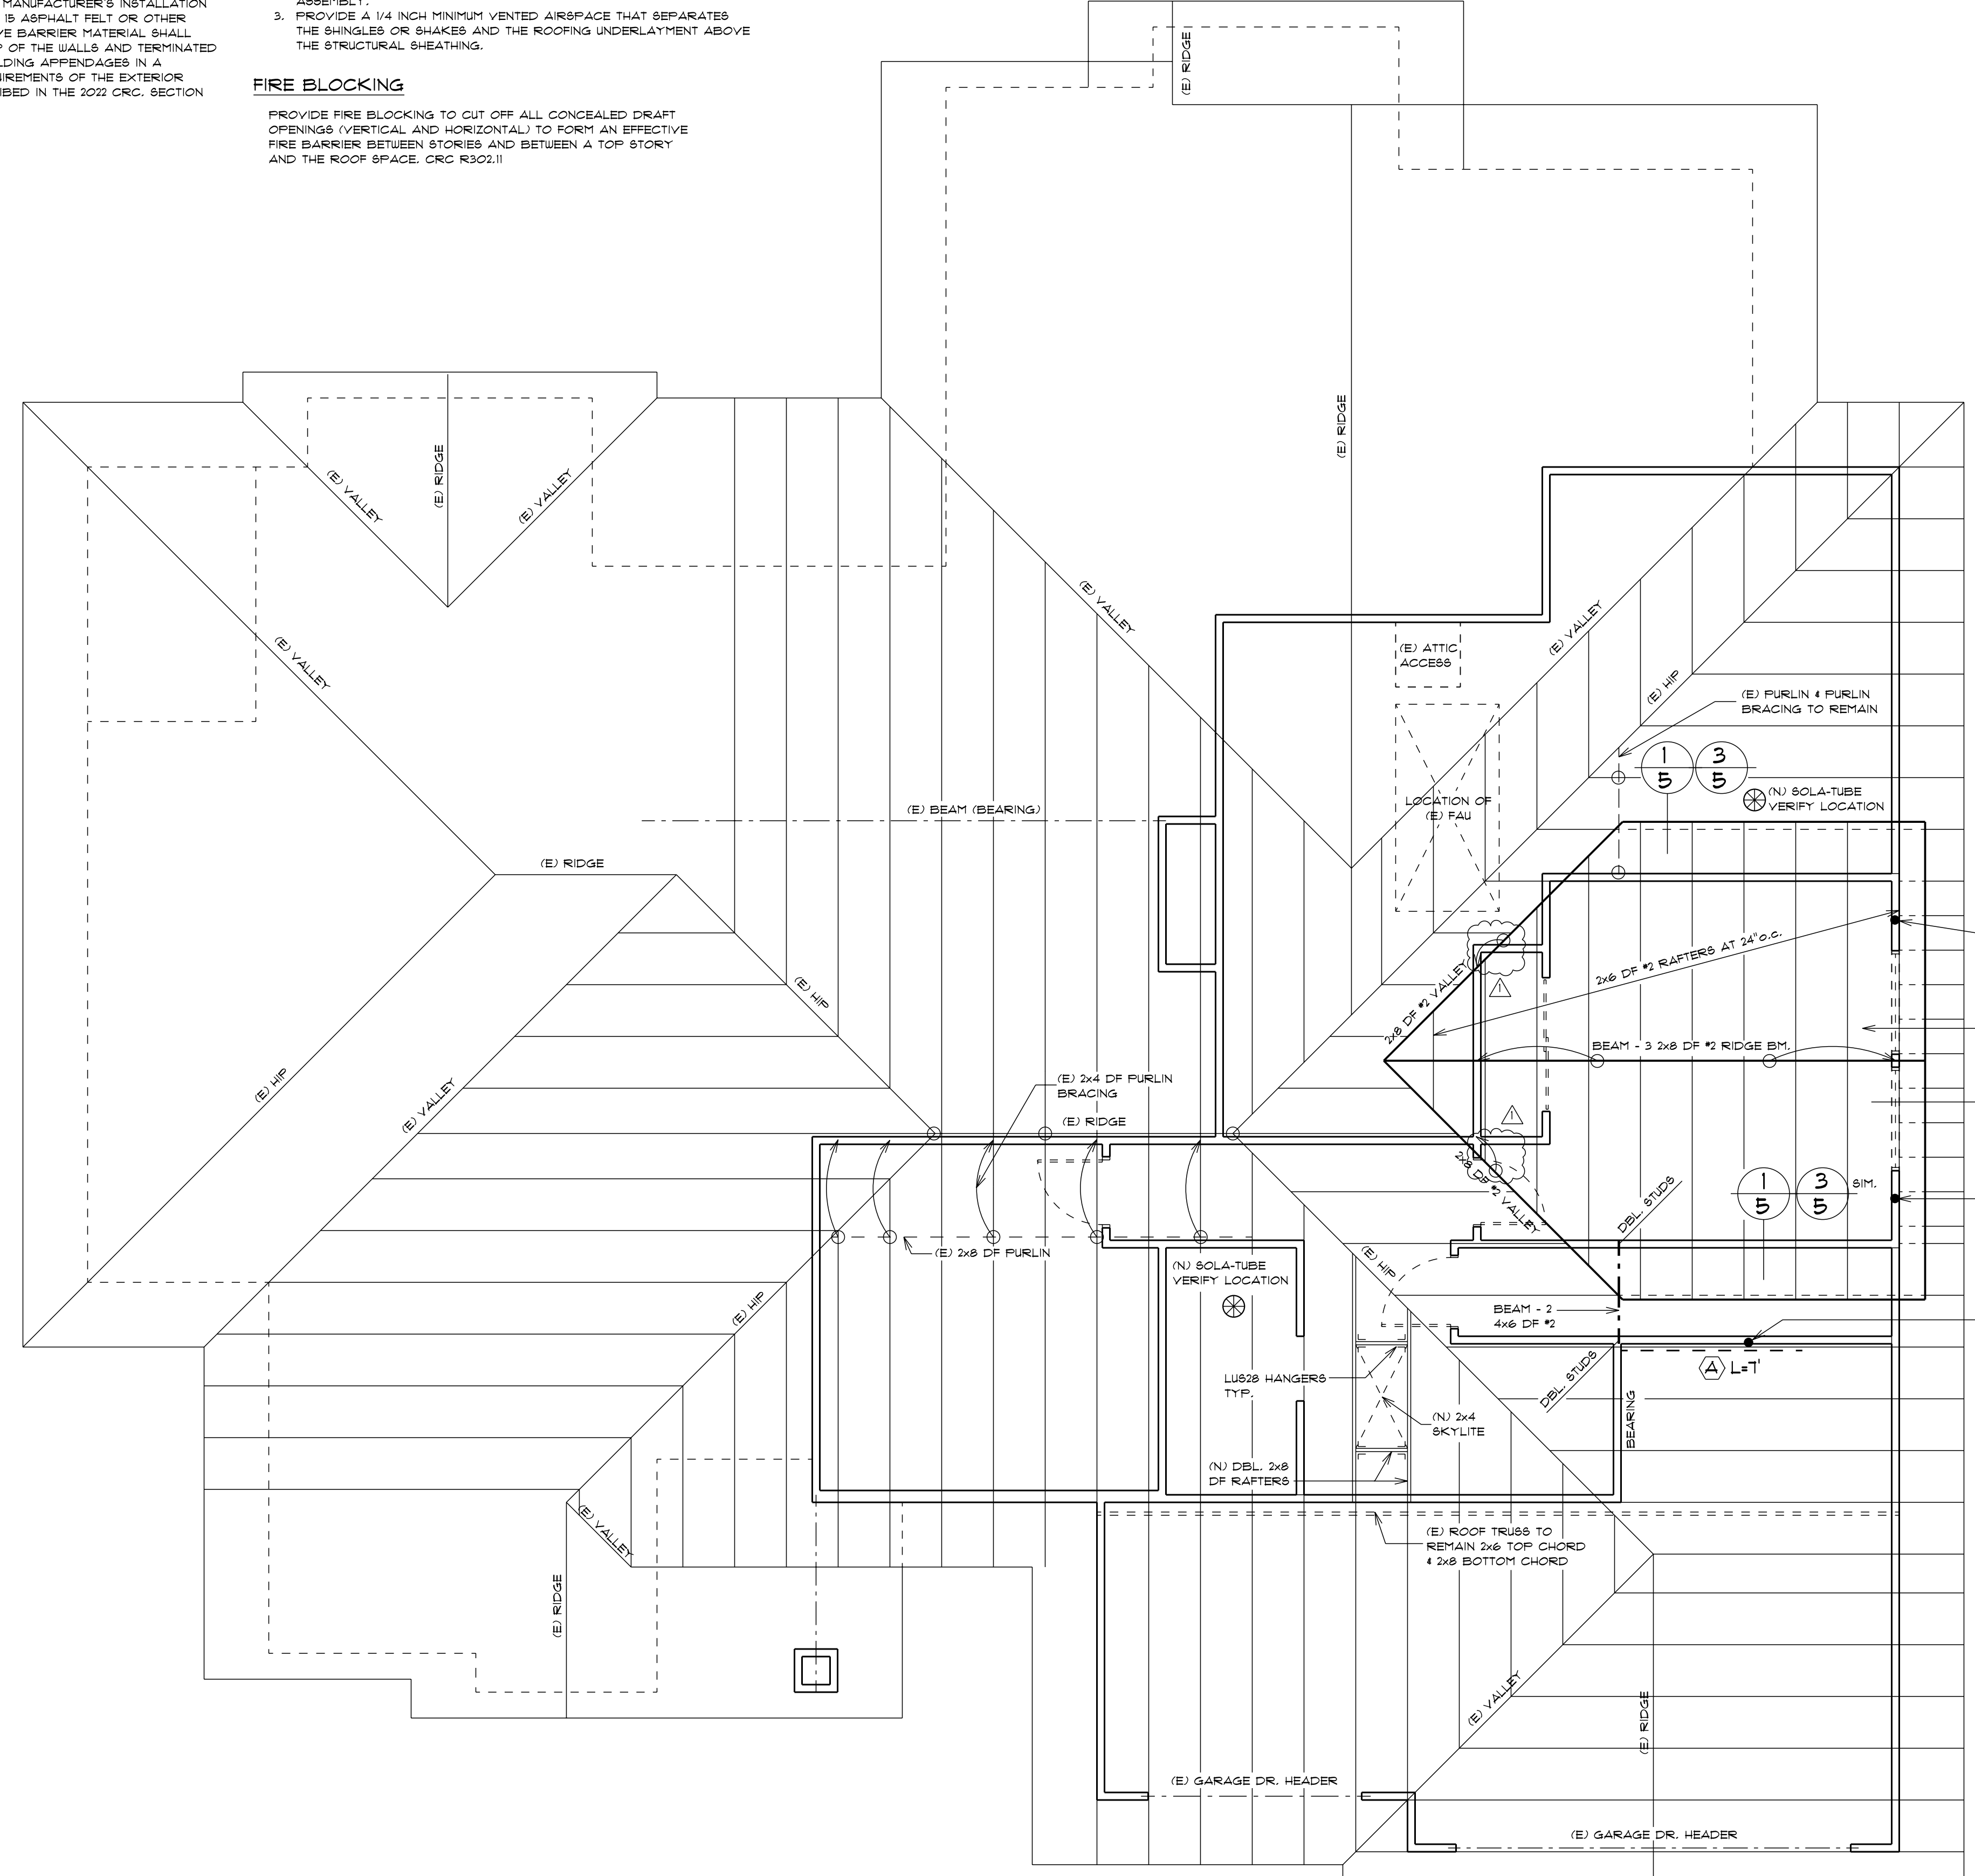 MANUFACTURER'S INSTALLATION
15 ASPHALT FELT OR OTHER
VE BARRIER MATERIAL SHALL
P OF THE WALLS AND TERMINATED
LDING APPENDAGES IN A
UIREMENTS OF THE EXTERIOR
IBED IN THE 2022 CRC, SECTION
ASSEMBLY.
3. PROVIDE A 1/4 INCH MINIMUM VENTED AIRSPACE THAT SEPARATES
THE SHINGLES OR SHAKES AND THE ROOFING UNDERLAYMENT ABOVE
THE STRUCTURAL SHEATHING.
FIRE BLOCKING
PROVIDE FIRE BLOCKING TO CUT OFF ALL CONCEALED DRAFT
OPENINGS (VERTICAL AND HORIZONTAL) TO FORM AN EFFECTIVE
FIRE BARRIER BETWEEN STORIES AND BETWEEN A TOP STORY
AND THE ROOF SPACE. CRC R302.11
(E) RIDGE
(E) RIDGE
(E) RIDGE
(E) VALLEY
(E) VALLEY
(E) VALLEY
(E) VALLEY
(E) VALLEY
(E) HIP
(E) ATTIC
ACCESS
(E) PURLIN & PURLIN
BRACING TO REMAIN
1
5
3
5
(N) SOLA-TUBE
VERIFY LOCATION
LOCATION OF
(E) FAU
(E) BEAM (BEARING)
(E) RIDGE
(E) HIP
2x6 DF #2 RAFTERS AT 24"o.c.
2x8 DF #2 VALLEY
1
BEAM - 3 2x8 DF #2 RIDGE BM.
(E) HIP
(E) VALLEY
(E) 2x4 DF PURLIN
BRACING
(E) RIDGE
1
2x8 DF #2 VALLEY
DBL. STUDS
1
5
3
5
SIM.
(E) 2x8 DF PURLIN
(N) SOLA-TUBE
VERIFY LOCATION
(E) HIP
(E) HIP
BEAM - 2
4x6 DF #2
LUS28 HANGERS
TYP.
DBL. STUDS
A L=7'
BEARING
(N) 2x4
SKYLITE
(N) DBL. 2x8
DF RAFTERS
(E) VALLEY
(E) RIDGE
(E) ROOF TRUSS TO
REMAIN 2x6 TOP CHORD
& 2x8 BOTTOM CHORD
(E) VALLEY
(E) RIDGE
(E) GARAGE DR. HEADER
(E) GARAGE DR. HEADER